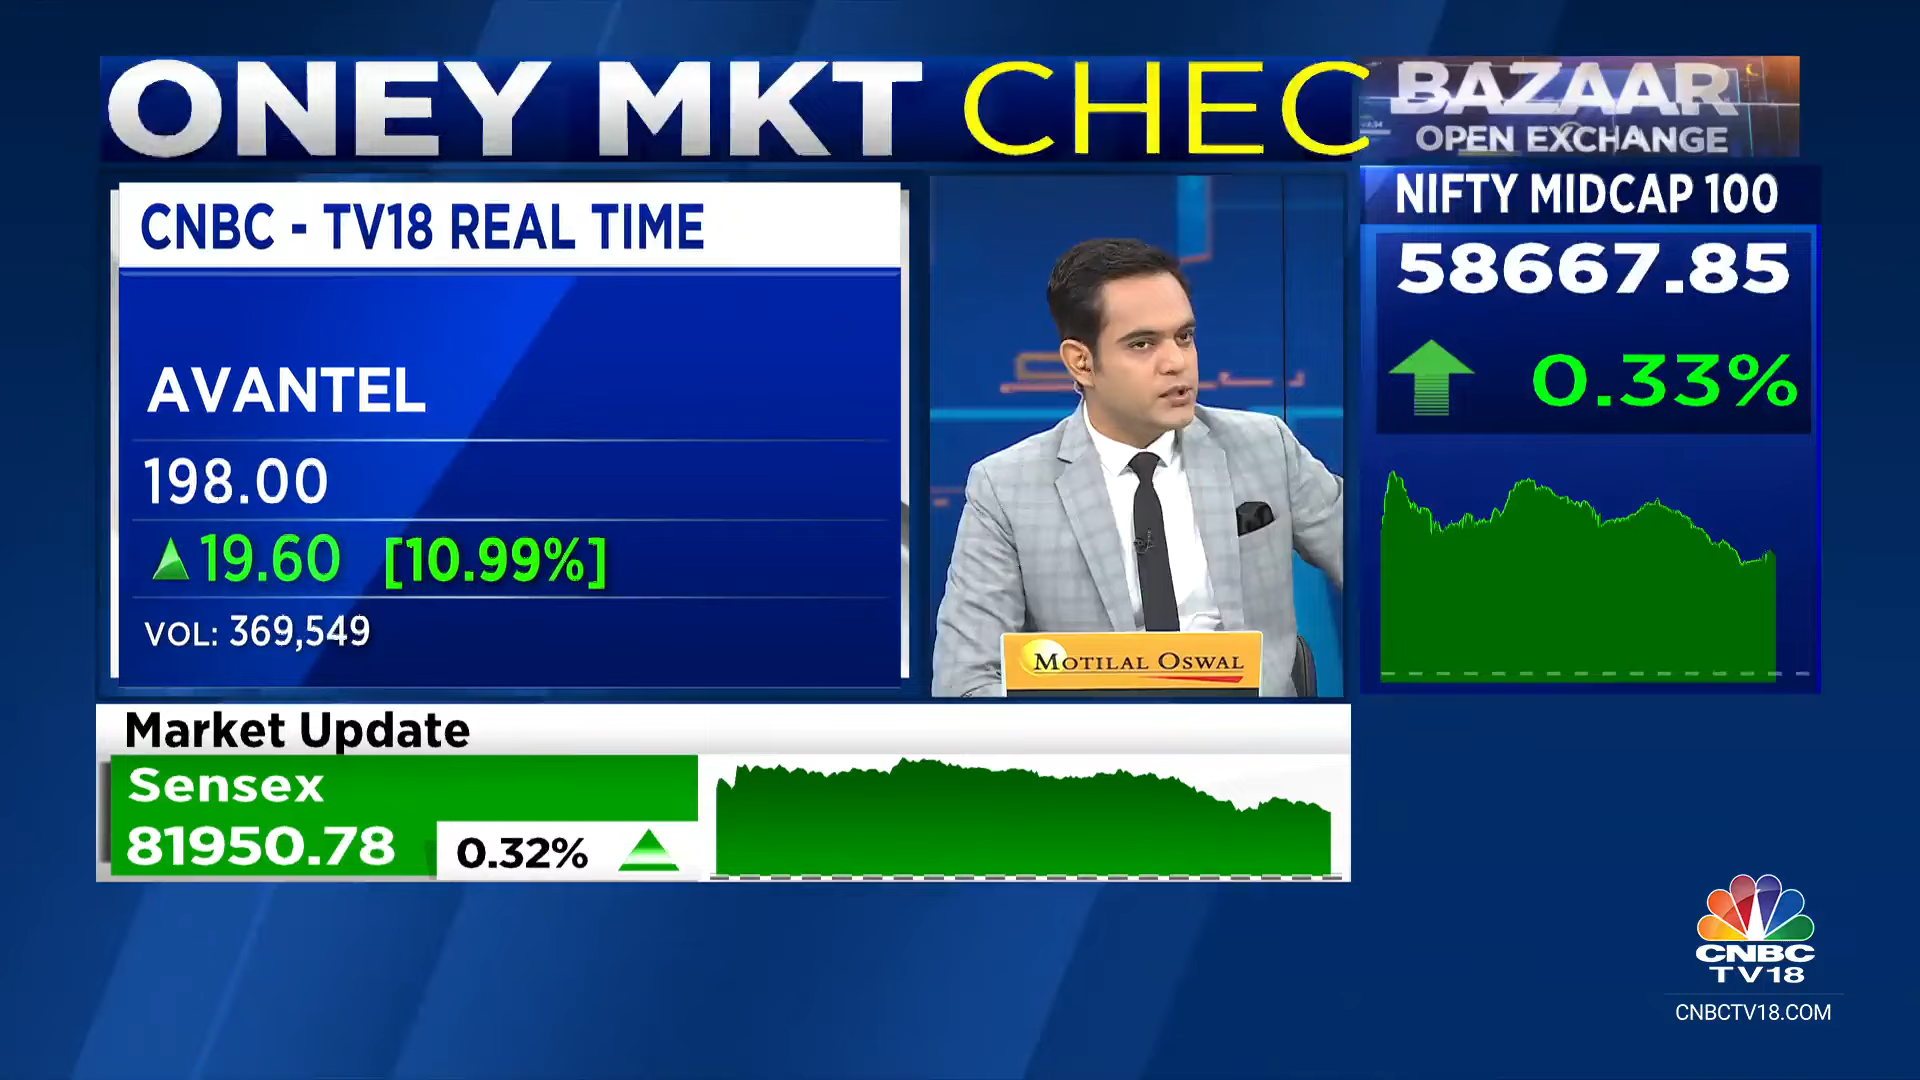 ONEY MKT CHEC
BAZAAR
OPEN EXCHANGE
CNBC - TV18 REAL TIME
AVANTEL
198.00
19.60 [10.99%]
VOL: 369,549
NIFTY MIDCAP 100
58667.85
0.33%
MOTILAL OSWAL
Market Update
Sensex
81950.78
0.32%
CNBC
TV18
CNBCTV18.COM